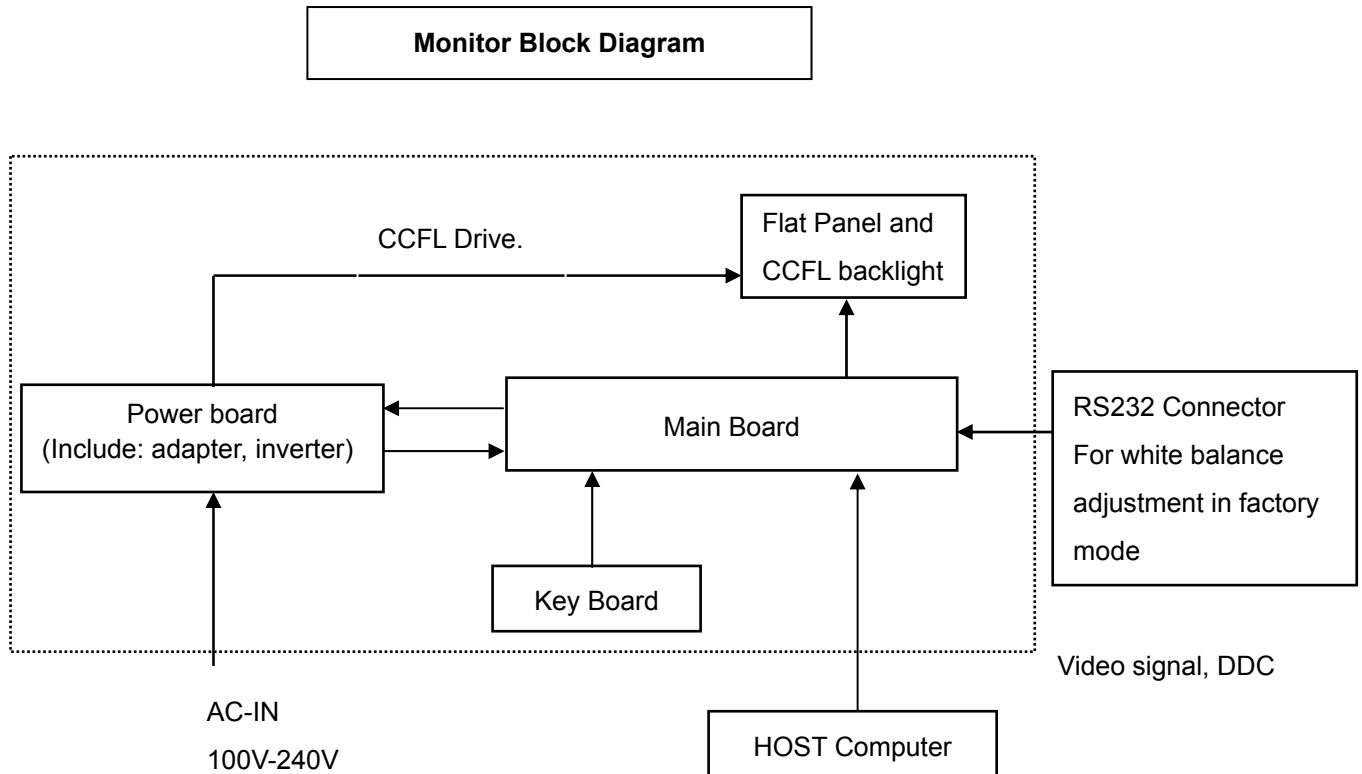 Monitor Block Diagram
CCFL Drive.
Flat Panel and
CCFL backlight
Power board
(Include: adapter, inverter)
Main Board
RS232 Connector
For white balance
adjustment in factory
mode
Key Board
Video signal, DDC
AC-IN
100V-240V
HOST Computer